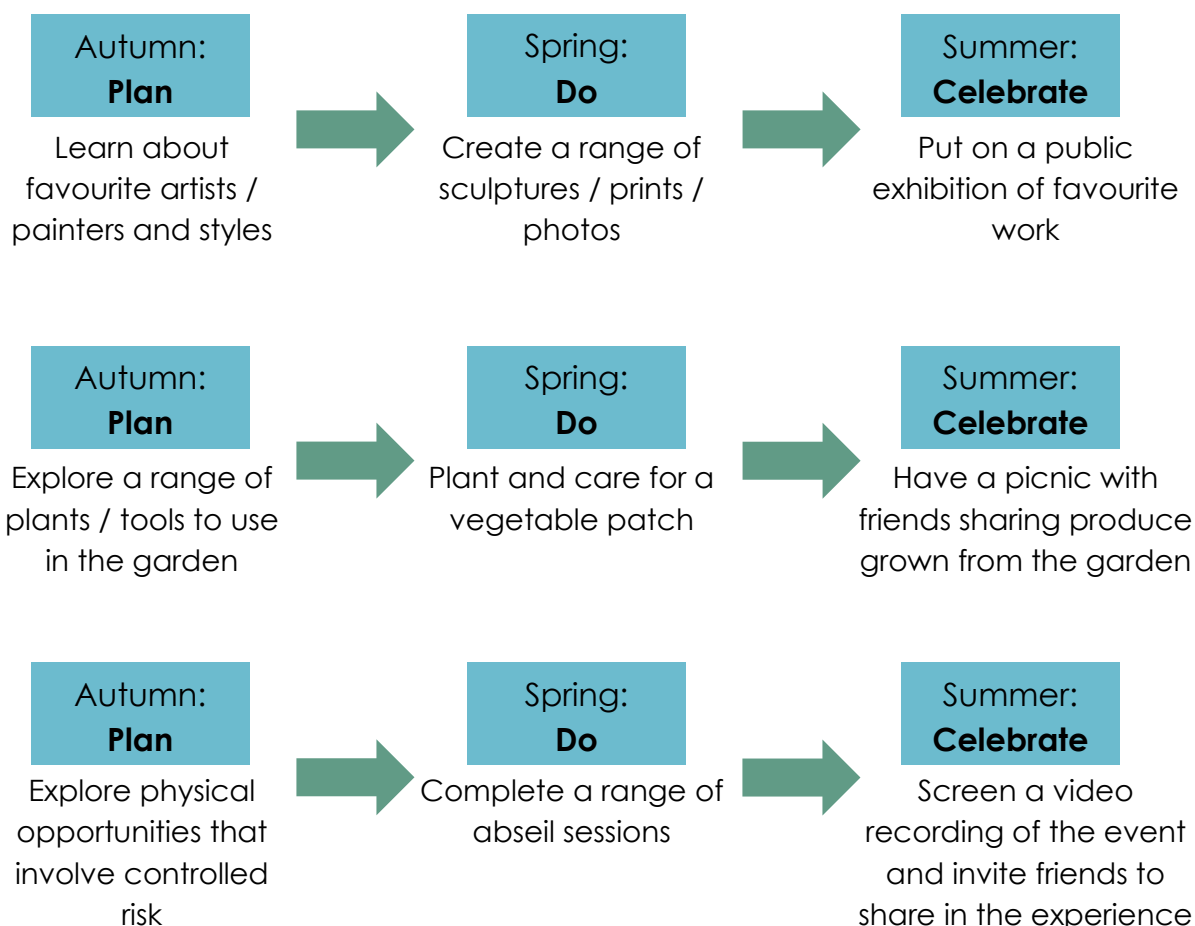 Autumn:
Plan
Learn about
favourite artists /
painters and styles
Spring:
Do
Create a range of
sculptures / prints /
photos
Summer:
Celebrate
Put on a public
exhibition of favourite
work
Autumn:
Plan
Explore a range of
plants / tools to use
in the garden
Spring:
Do
Plant and care for a
vegetable patch
Summer:
Celebrate
Have a picnic with
friends sharing produce
grown from the garden
Autumn:
Plan
Explore physical
opportunities that
involve controlled
risk
Spring:
Do
Complete a range of
abseil sessions
Summer:
Celebrate
Screen a video
recording of the event
and invite friends to
share in the experience